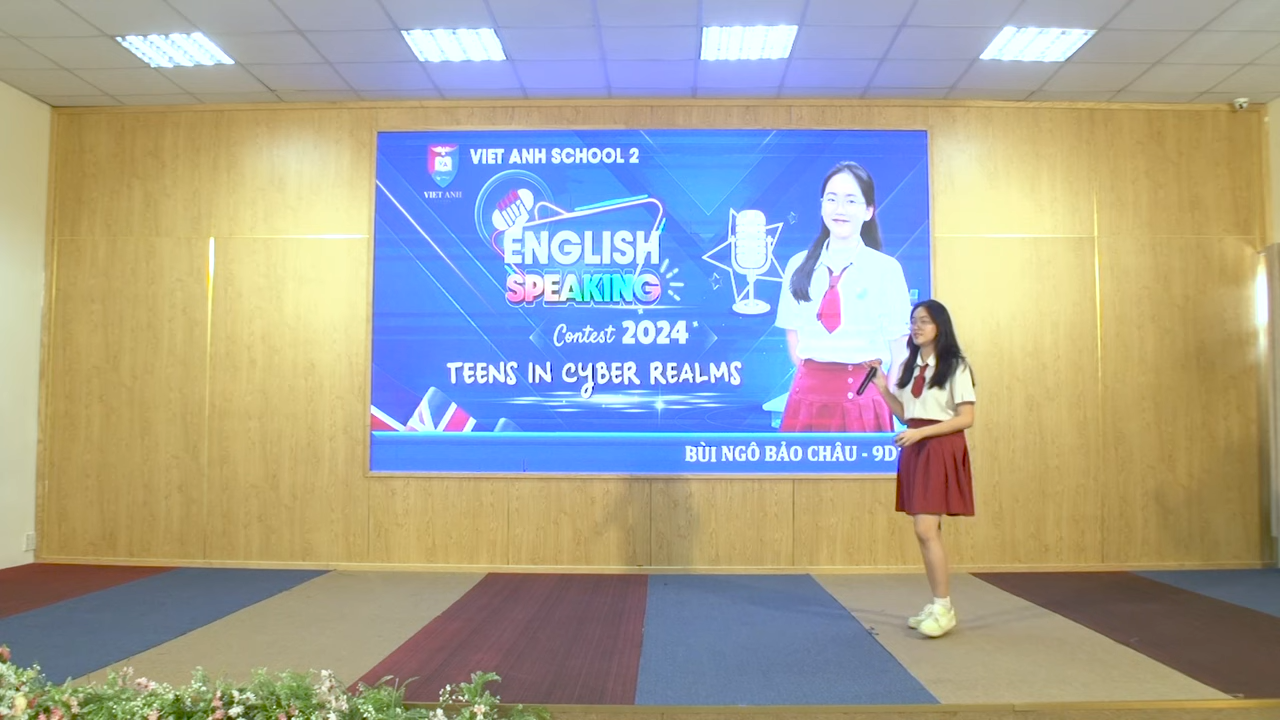 VIET ANH SCHOOL 2
VA
VIET ANH
ENGLISH
SPEAKING
Contest 2024
TEENS IN CYBER REALMS
BÙI NGÔ BẢO CHÂU - 9D